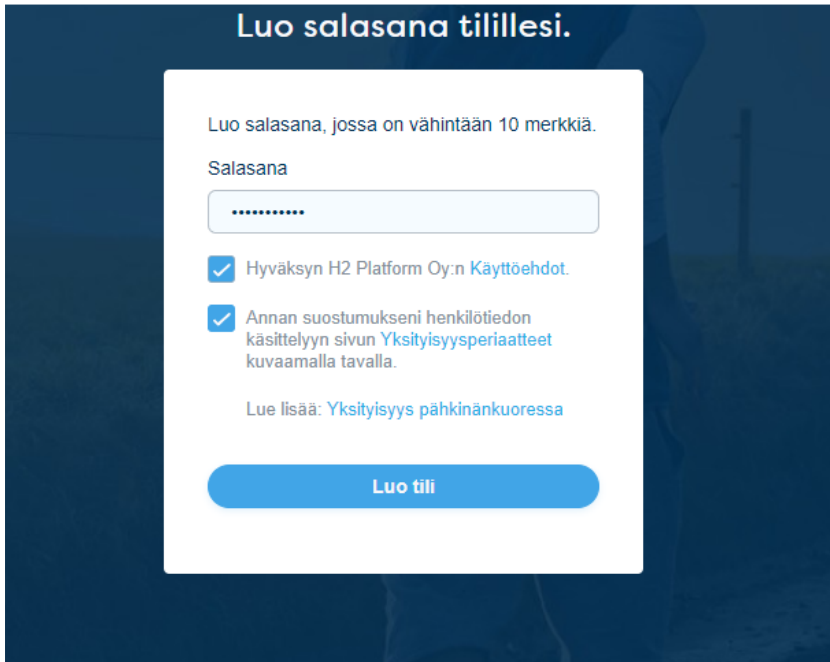 Luo salasana tilillesi.
Luo salasana, jossa on vähintään 10 merkkiä.
Salasana
•••••••••••
Hyväksyn H2 Platform Oy:n Käyttöehdot.
Annan suostumukseni henkilötiedon
käsittelyyn sivun Yksityisyysperiaatteet
kuvaamalla tavalla.
Lue lisää: Yksityisyys pähkinänkuoressa
Luo tili